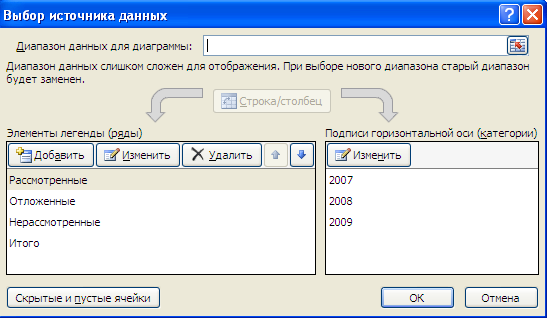 Выбор источника данных
Диапазон данных для диаграммы:
Диапазон данных слишком сложен для отображения. При выборе нового диапазона старый диапазон
будет заменен.
Строка/столбец
Элементы легенды (ряды)
Добавить Изменить Удалить
Рассмотренные
Отложенные
Нерассмотренные
Итого
Подписи горизонтальной оси (категории)
Изменить
2007
2008
2009
Скрытые и пустые ячейки
ОК Отмена